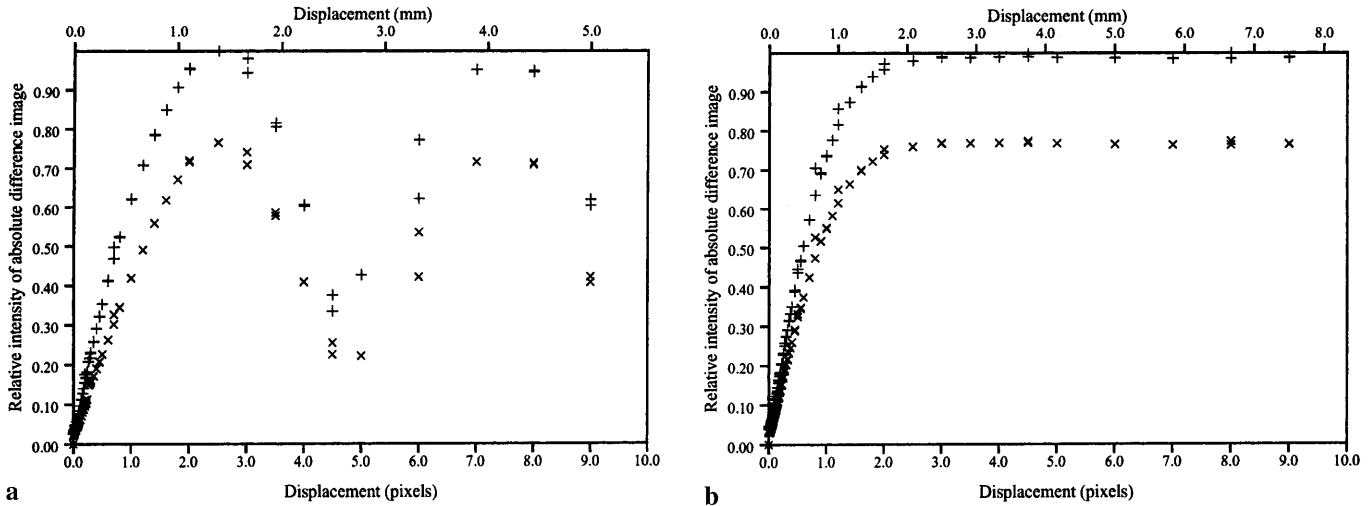 Displacement (mm)
0.0 1.0 2.0 3.0 4.0 5.0
Relative intensity of absolute difference image
0.90
0.80
0.70
0.60
0.50
0.40
0.30
0.20
0.10
0.00
0.0 1.0 2.0 3.0 4.0 5.0 6.0 7.0 8.0 9.0 10.0
Displacement (pixels)
a
Displacement (mm)
0.0 1.0 2.0 3.0 4.0 5.0 6.0 7.0 8.0
Relative intensity of absolute difference image
0.90
0.80
0.70
0.60
0.50
0.40
0.30
0.20
0.10
0.00
0.0 1.0 2.0 3.0 4.0 5.0 6.0 7.0 8.0 9.0 10.0
Displacement (pixels)
b